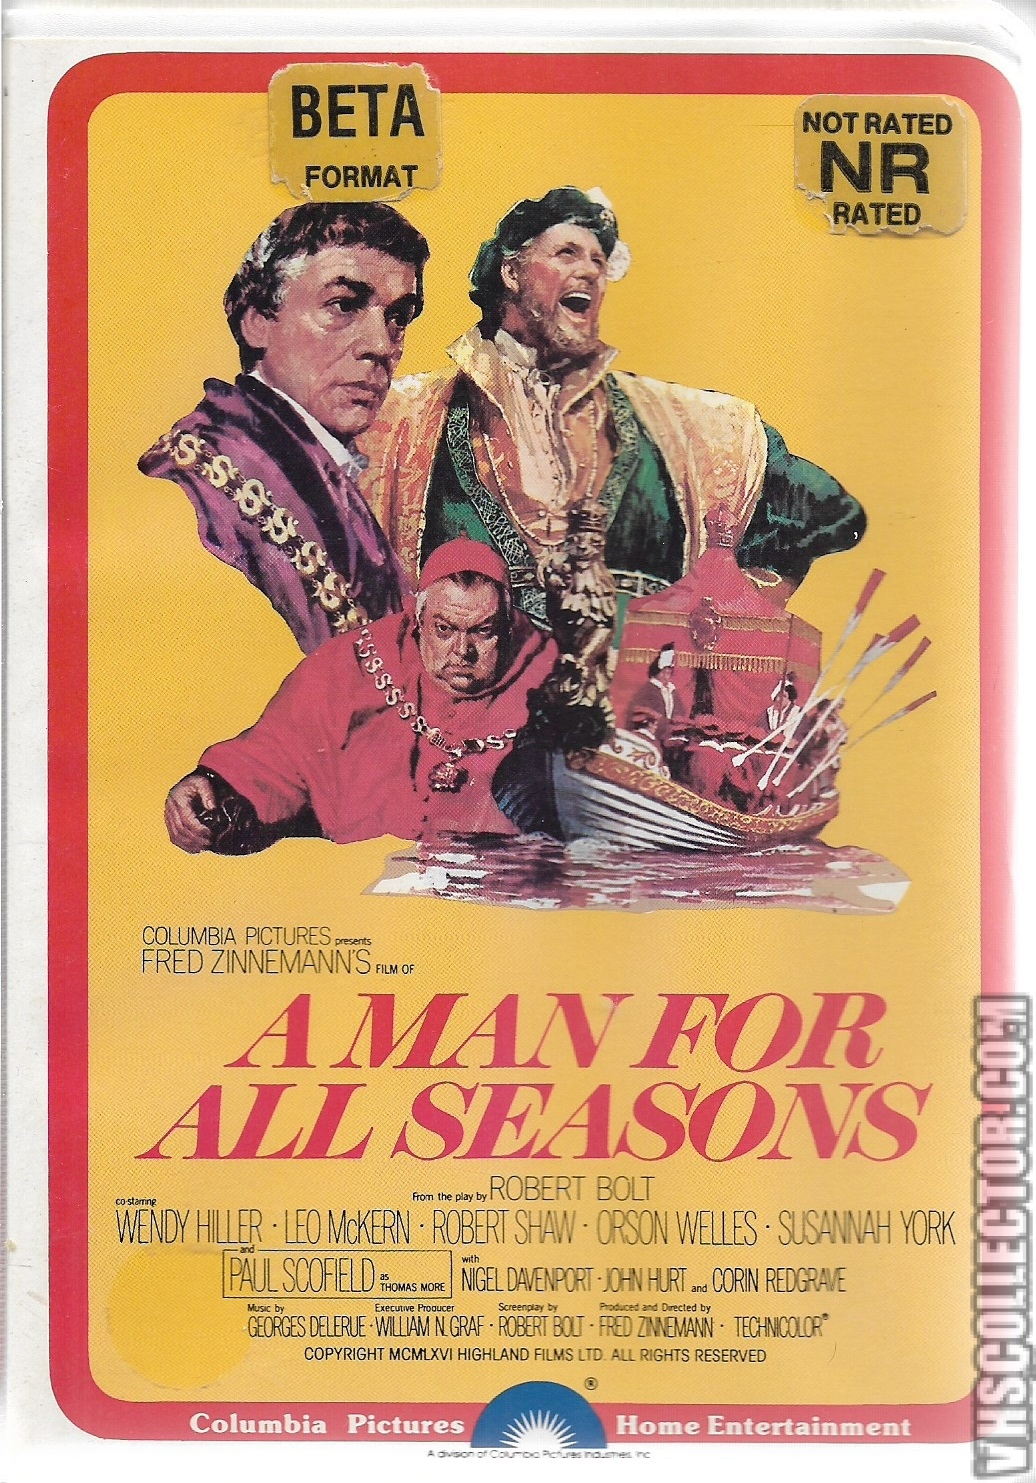 BETA
FORMAT
NOT RATED
NR
RATED
COLUMBIA PICTURES presents
FRED ZINNEMANN'S FILM OF
A MAN FOR
ALL SEASONS
From the play by ROBERT BOLT
co-starring
WENDY HILLER · LEO McKERN · ROBERT SHAW · ORSON WELLES · SUSANNAH YORK
and
PAUL SCOFIELD as THOMAS MORE
with
NIGEL DAVENPORT · JOHN HURT and CORIN REDGRAVE
Music by Executive Producer Screenplay by Produced and Directed by
GEORGES DELERUE · WILLIAM N. GRAF · ROBERT BOLT · FRED ZINNEMANN · TECHNICOLOR®
COPYRIGHT MCMLXVI HIGHLAND FILMS LTD. ALL RIGHTS RESERVED
®
Columbia Pictures Home Entertainment
A division of Columbia Pictures Industries, Inc.
VHSCOLLECTOR.COM